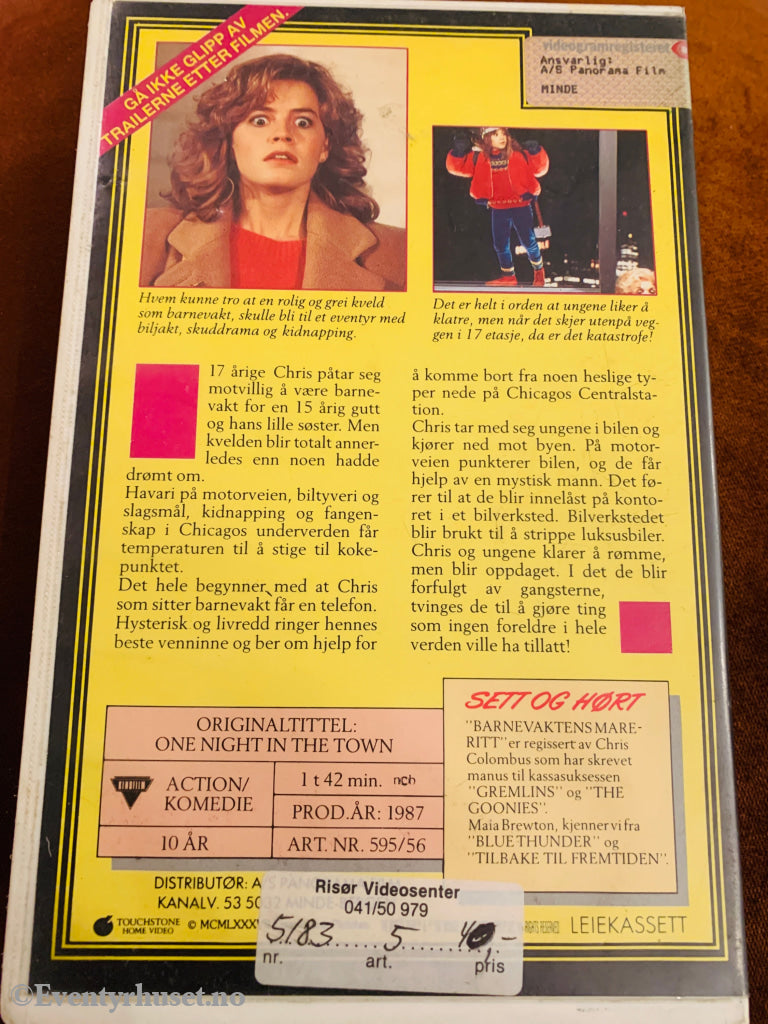 GÅ IKKE GLIPP AV
TRAILERNE ETTER FILMEN.
videogramregisteret
Ansvarlig:
A/S Panorama Film
MINDE
Hvem kunne tro at en rolig og grei kveld
som barnevakt, skulle bli til et eventyr med
biljakt, skuddrama og kidnapping.
Det er helt i orden at ungene liker å
klatre, men når det skjer utenpå veg-
gen i 17 etasje, da er det katastrofe!
17 årige Chris påtar seg
motvillig å være barne-
vakt for en 15 årig gutt
og hans lille søster. Men
kvelden blir totalt anner-
ledes enn noen hadde
drømt om.
Havari på motorveien, biltyveri og
slagsmål, kidnapping og fangen-
skap i Chicagos underverden får
temperaturen til å stige til koke-
punktet.
Det hele begynner med at Chris
som sitter barnevakt får en telefon.
Hysterisk og livredd ringer hennes
beste venninne og ber om hjelp for
å komme bort fra noen heslige ty-
per nede på Chicagos Centralsta-
tion.
Chris tar med seg ungene i bilen og
kjører ned mot byen. På motor-
veien punkterer bilen, og de får
hjelp av en mystisk mann. Det fø-
rer til at de blir innelåst på konto-
ret i et bilverksted. Bilverkstedet
blir brukt til å strippe luksusbiler.
Chris og ungene klarer å rømme,
men blir oppdaget. I det de blir
forfulgt av gangsterne,
tvinges de til å gjøre ting
som ingen foreldre i hele
verden ville ha tillatt!
ORIGINALTITTEL:
ONE NIGHT IN THE TOWN
KINOFILM
ACTION/
KOMEDIE
1 t 42 min. nch
PROD.ÅR: 1987
10 ÅR
ART. NR. 595/56
SETT OG HØRT
"BARNEVAKTENS MARE-
RITT" er regissert av Chris
Colombus som har skrevet
manus til kassasuksessen
"GREMLINS" og "THE
GOONIES".
Maia Brewton, kjenner vi fra
"BLUE THUNDER" og
"TILBAKE TIL FREMTIDEN".
DISTRIBUTØR: A/S PANORAMA
KANALV. 53 5032 MINDE-
TOUCHSTONE
HOME VIDEO
© MCMLXXX
RIGHTS RESERVED.
LEIEKASSETT
Risør Videosenter
041/50 979
5183 5 40,-
nr. art. pris
©Eventyrhuset.no